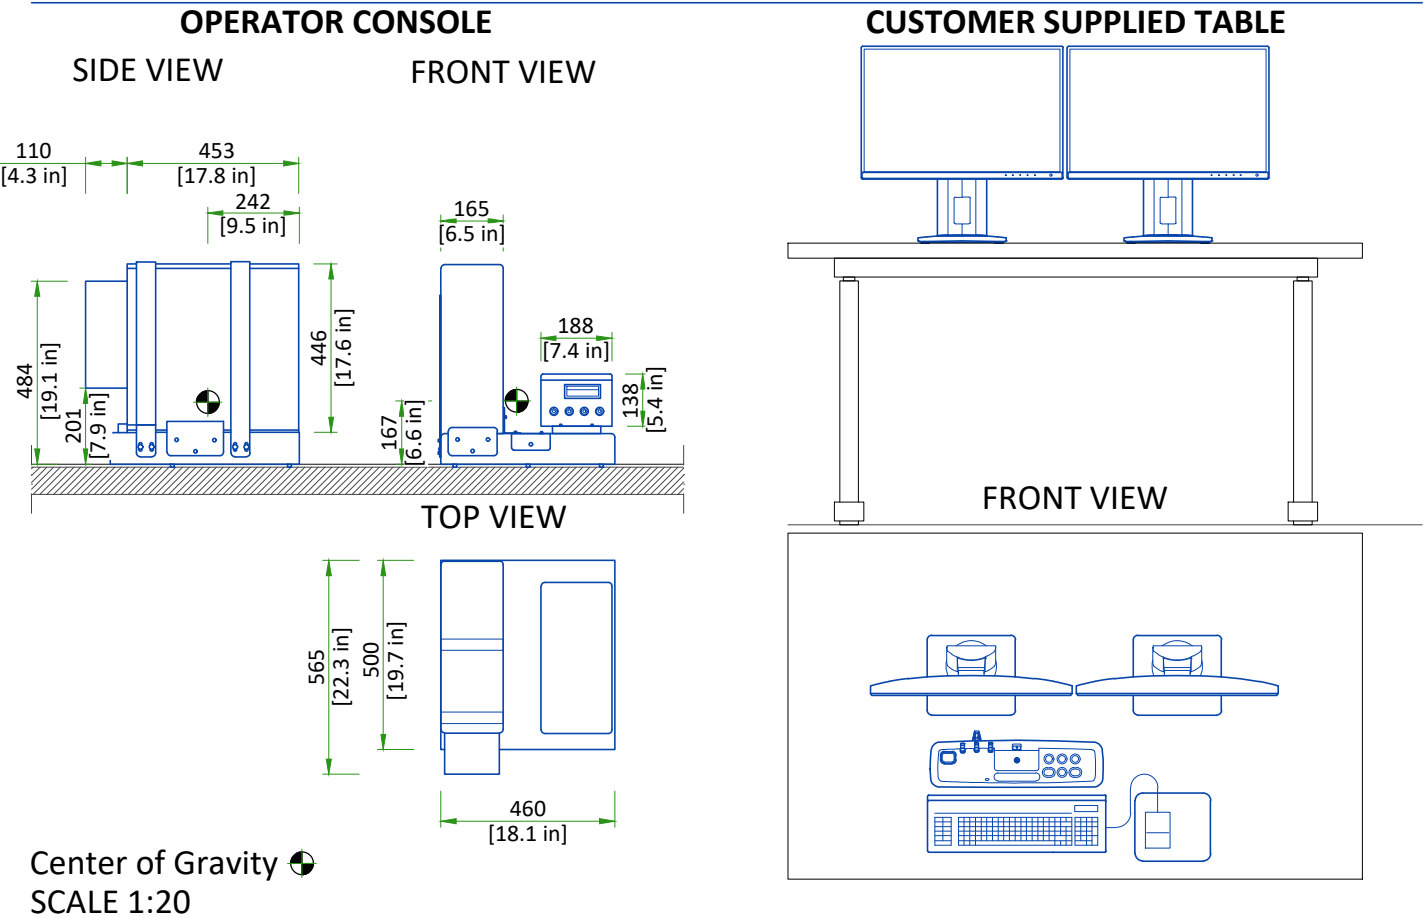 OPERATOR CONSOLE
CUSTOMER SUPPLIED TABLE
SIDE VIEW
FRONT VIEW
110
[4.3 in]
453
[17.8 in]
242
[9.5 in]
165
[6.5 in]
446
[17.6 in]
484
[19.1 in]
201
[7.9 in]
188
[7.4 in]
138
[5.4 in]
167
[6.6 in]
FRONT VIEW
TOP VIEW
565
[22.3 in]
500
[19.7 in]
460
[18.1 in]
Center of Gravity
SCALE 1:20